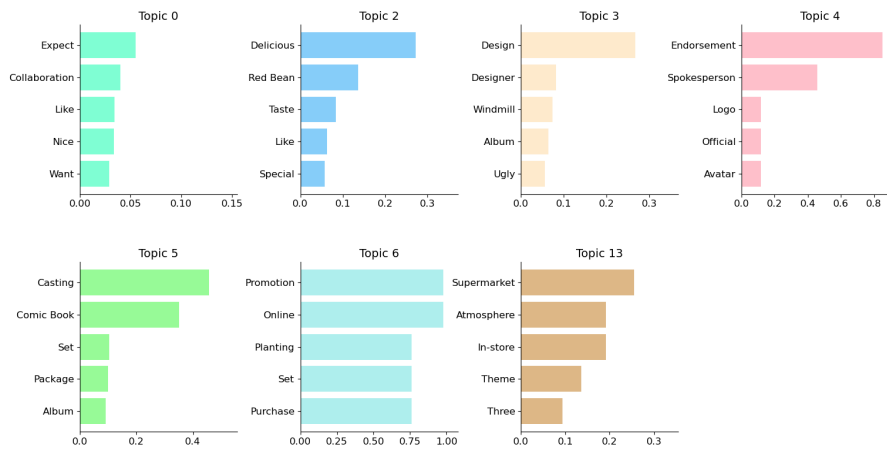 Topic 0
Expect
Collaboration
Like
Nice
Want
0.00 0.05 0.10 0.15
Topic 2
Delicious
Red Bean
Taste
Like
Special
0.0 0.1 0.2 0.3
Topic 3
Design
Designer
Windmill
Album
Ugly
0.0 0.1 0.2 0.3
Topic 4
Endorsement
Spokesperson
Logo
Official
Avatar
0.0 0.2 0.4 0.6 0.8
Topic 5
Casting
Comic Book
Set
Package
Album
0.0 0.2 0.4
Topic 6
Promotion
Online
Planting
Set
Purchase
0.00 0.25 0.50 0.75 1.00
Topic 13
Supermarket
Atmosphere
In-store
Theme
Three
0.0 0.1 0.2 0.3